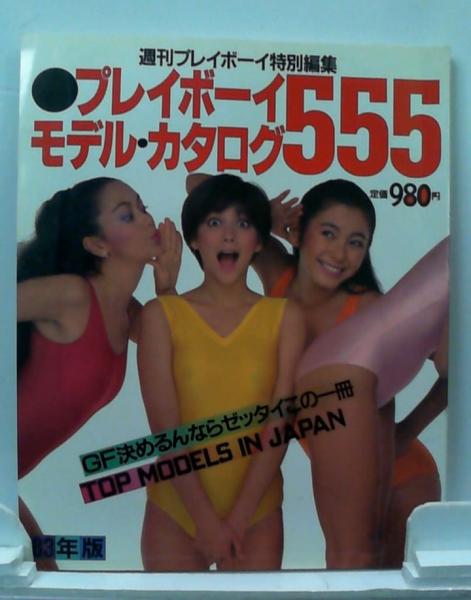 週刊プレイボーイ特別編集
●プレイボーイ
モデル・カタログ555
定価980円
GF決めるんならゼッタイこの一冊
TOP MODELS IN JAPAN
83年版